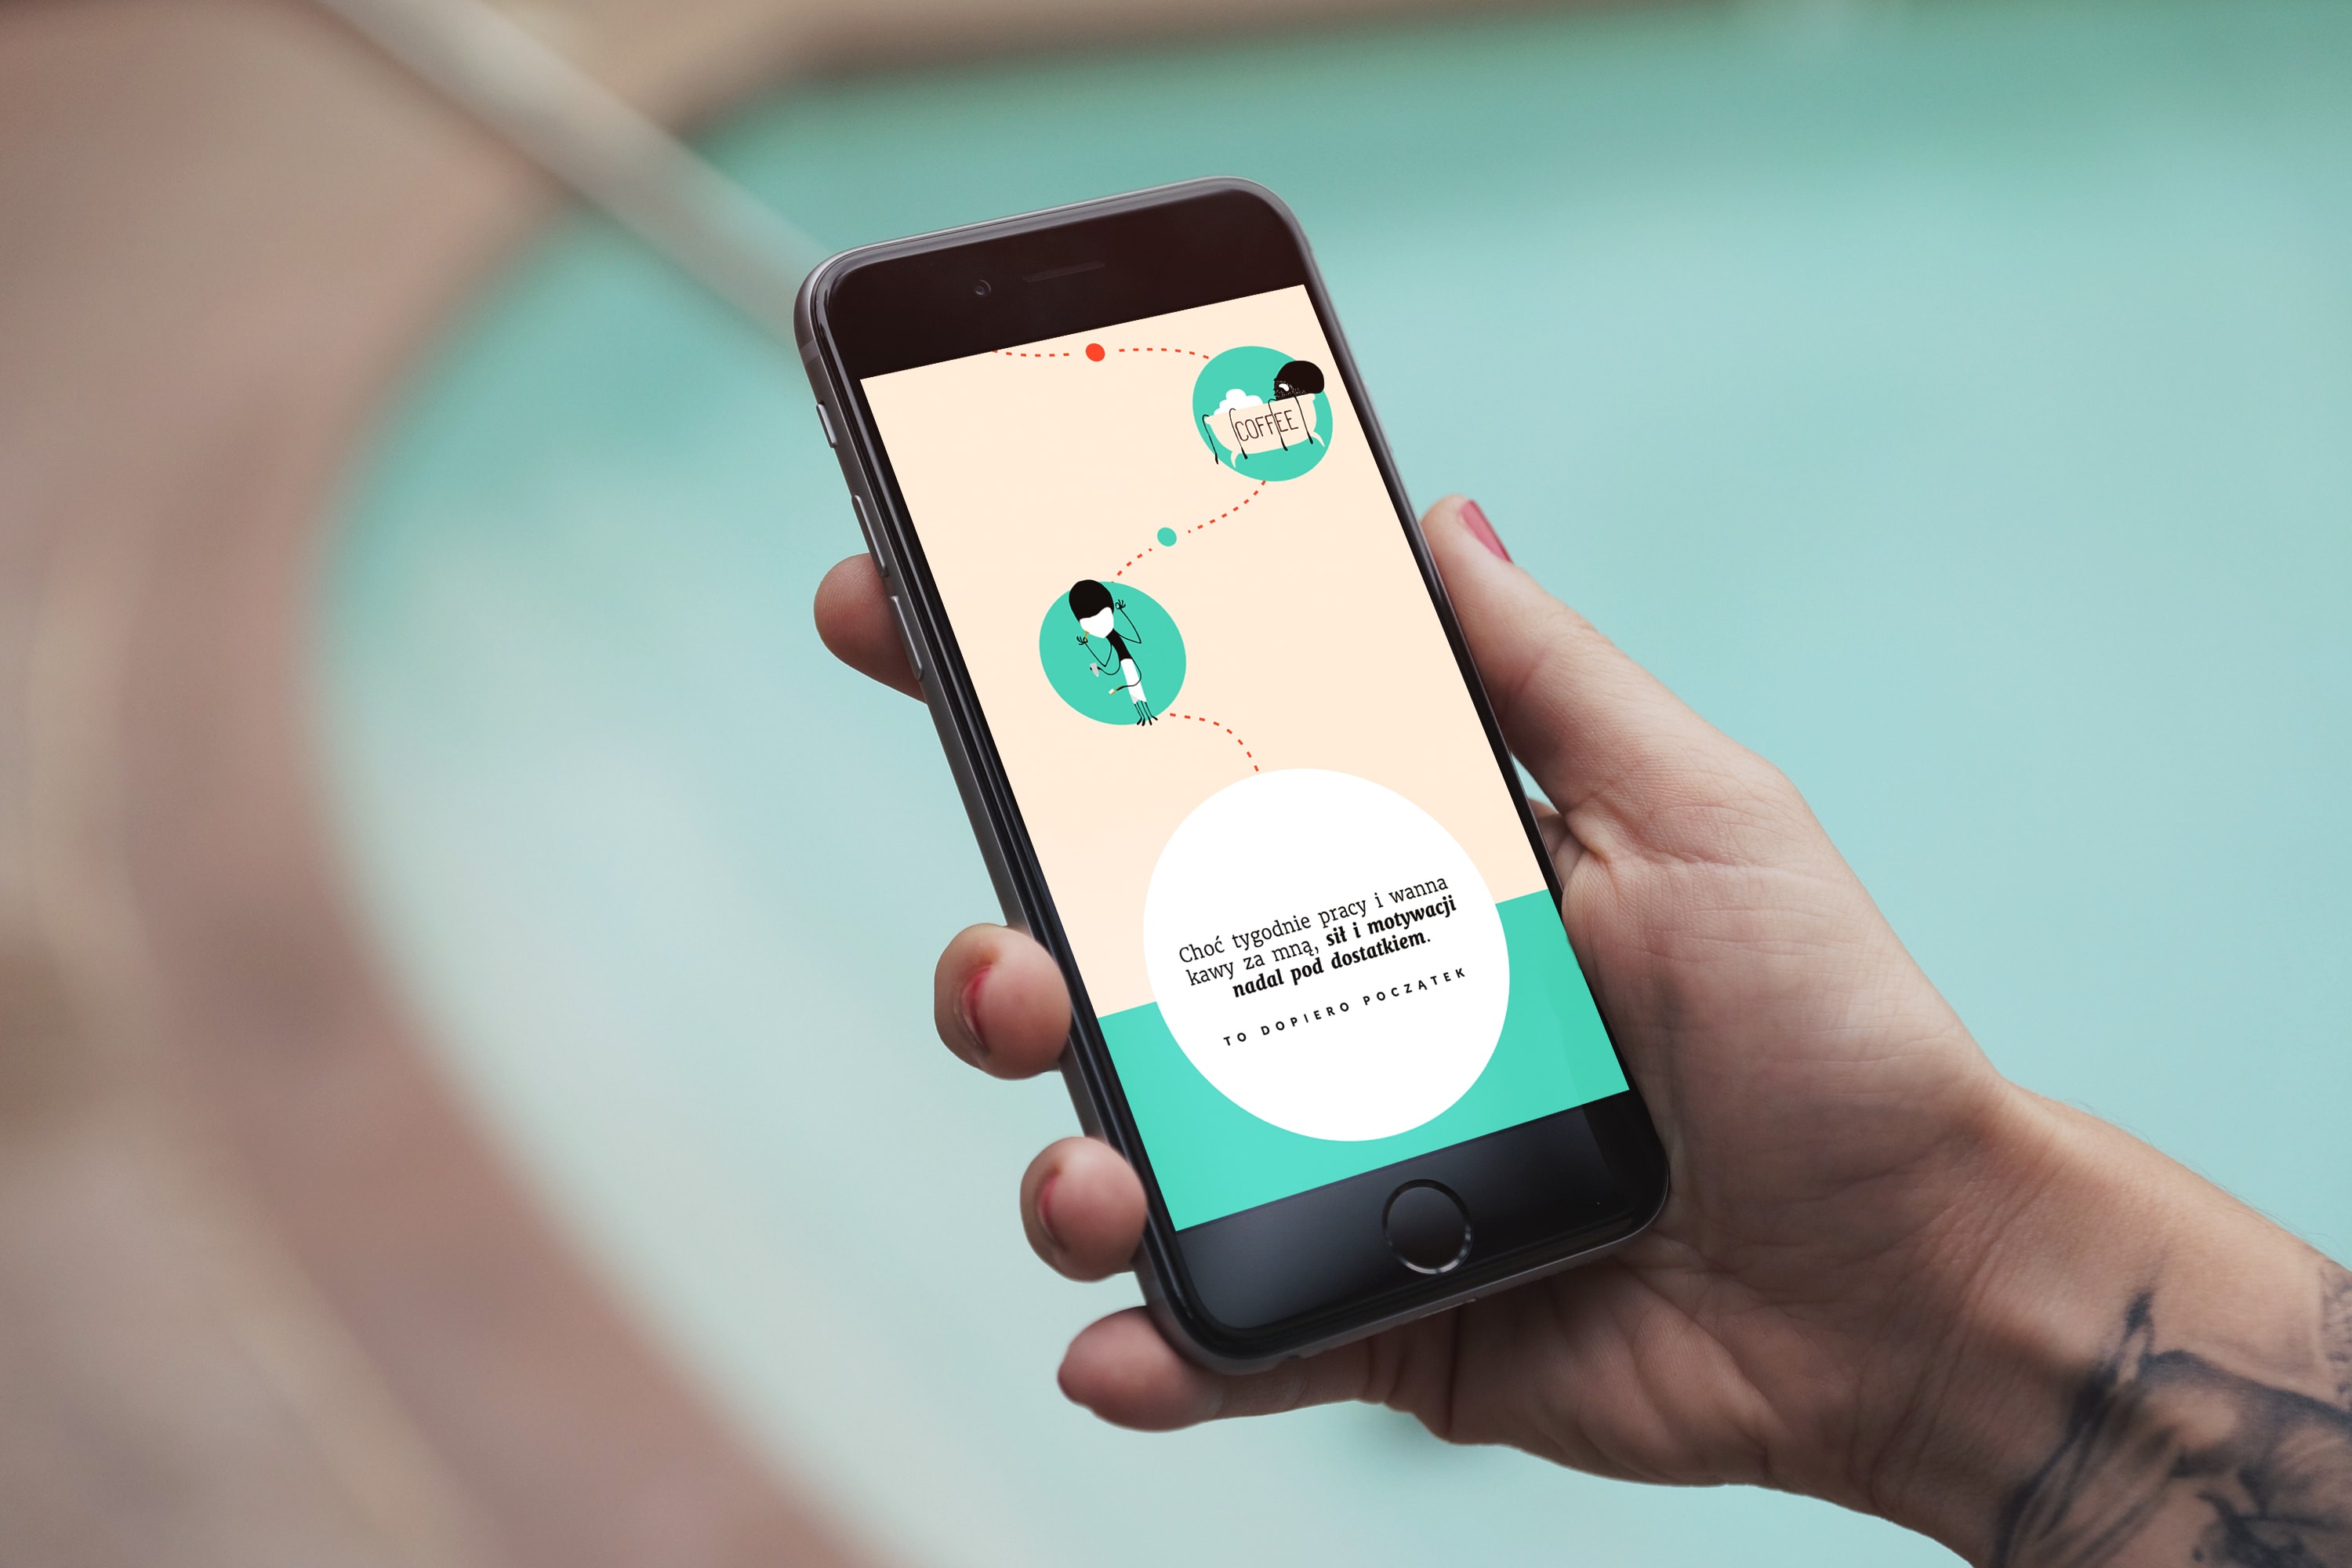 COFFEE
Choć tygodnie pracy i wanna
kawy za mną, sił i motywacji
nadal pod dostatkiem.
TO DOPIERO POCZĄTEK